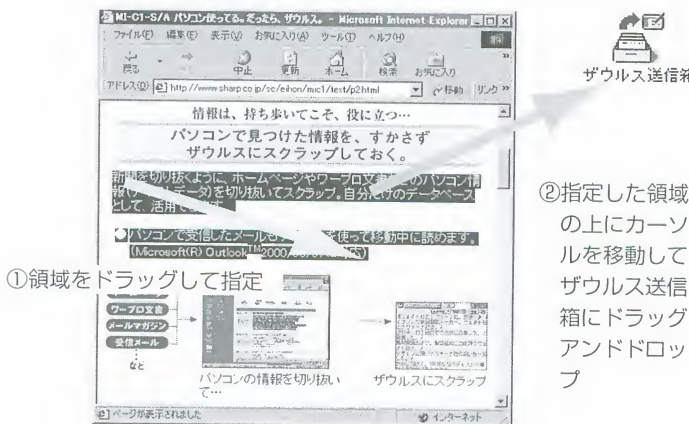 MI-C1-S/A パソコン使ってる。だったら、ザウルス。 - Microsoft Internet Explorer
ファイル(F) 編集(E) 表示(V) お気に入り(A) ツール(T) ヘルプ(H)
戻る 中止 更新 ホーム 検索 お気に入り
アドレス(D) http://www.sharp.co.jp/sc/eihon/mic1/text/p2.html 移動 リンク »
情報は、持ち歩いてこそ、役に立つ…
パソコンで見つけた情報を、すかさず
ザウルスにスクラップしておく。
新聞を切り抜くように、ホームページやワープロ文書などのパソコン情
報(テキストデータ)を切り抜いてスクラップ。自分だけのデータベース
として、活用できます。
●パソコンで受信したメールも使って移動中に読めます。
(Microsoft(R) Outlook™2000
①領域をドラッグして指定
ワープロ文書
メールマガジン
受信メール
など
パソコンの情報を切り抜い
て…
ザウルスにスクラップ
ページが表示されました インターネット
ザウルス送信箱
②指定した領域
の上にカーソ
ルを移動して
ザウルス送信
箱にドラッグ
アンドドロッ
プ